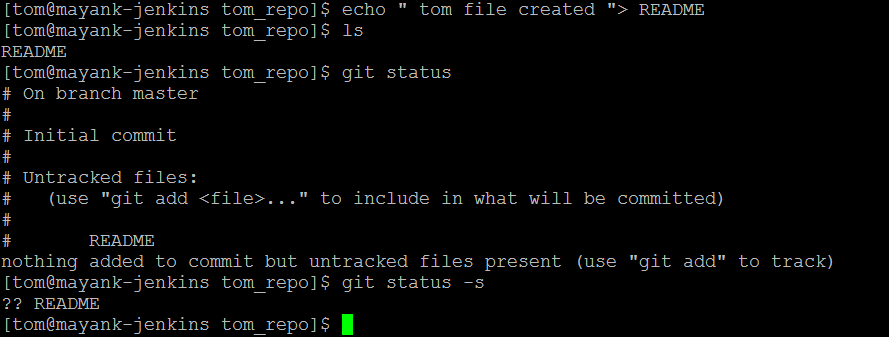 [tom@mayank-jenkins tom_repo]$ echo " tom file created "> README
[tom@mayank-jenkins tom_repo]$ ls
README
[tom@mayank-jenkins tom_repo]$ git status
# On branch master
#
# Initial commit
#
# Untracked files:
#   (use "git add <file>..." to include in what will be committed)
#
#       README
nothing added to commit but untracked files present (use "git add" to track)
[tom@mayank-jenkins tom_repo]$ git status -s
?? README
[tom@mayank-jenkins tom_repo]$